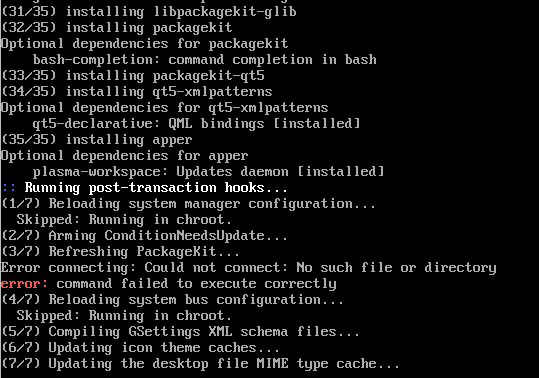 (31/35) installing libpackagekit-glib
(32/35) installing packagekit
Optional dependencies for packagekit
    bash-completion: command completion in bash
(33/35) installing packagekit-qt5
(34/35) installing qt5-xmlpatterns
Optional dependencies for qt5-xmlpatterns
    qt5-declarative: QML bindings [installed]
(35/35) installing apper
Optional dependencies for apper
    plasma-workspace: Updates daemon [installed]
:: Running post-transaction hooks...
(1/7) Reloading system manager configuration...
  Skipped: Running in chroot.
(2/7) Arming ConditionNeedsUpdate...
(3/7) Refreshing PackageKit...
Error connecting: Could not connect: No such file or directory
error: command failed to execute correctly
(4/7) Reloading system bus configuration...
  Skipped: Running in chroot.
(5/7) Compiling GSettings XML schema files...
(6/7) Updating icon theme caches...
(7/7) Updating the desktop file MIME type cache...